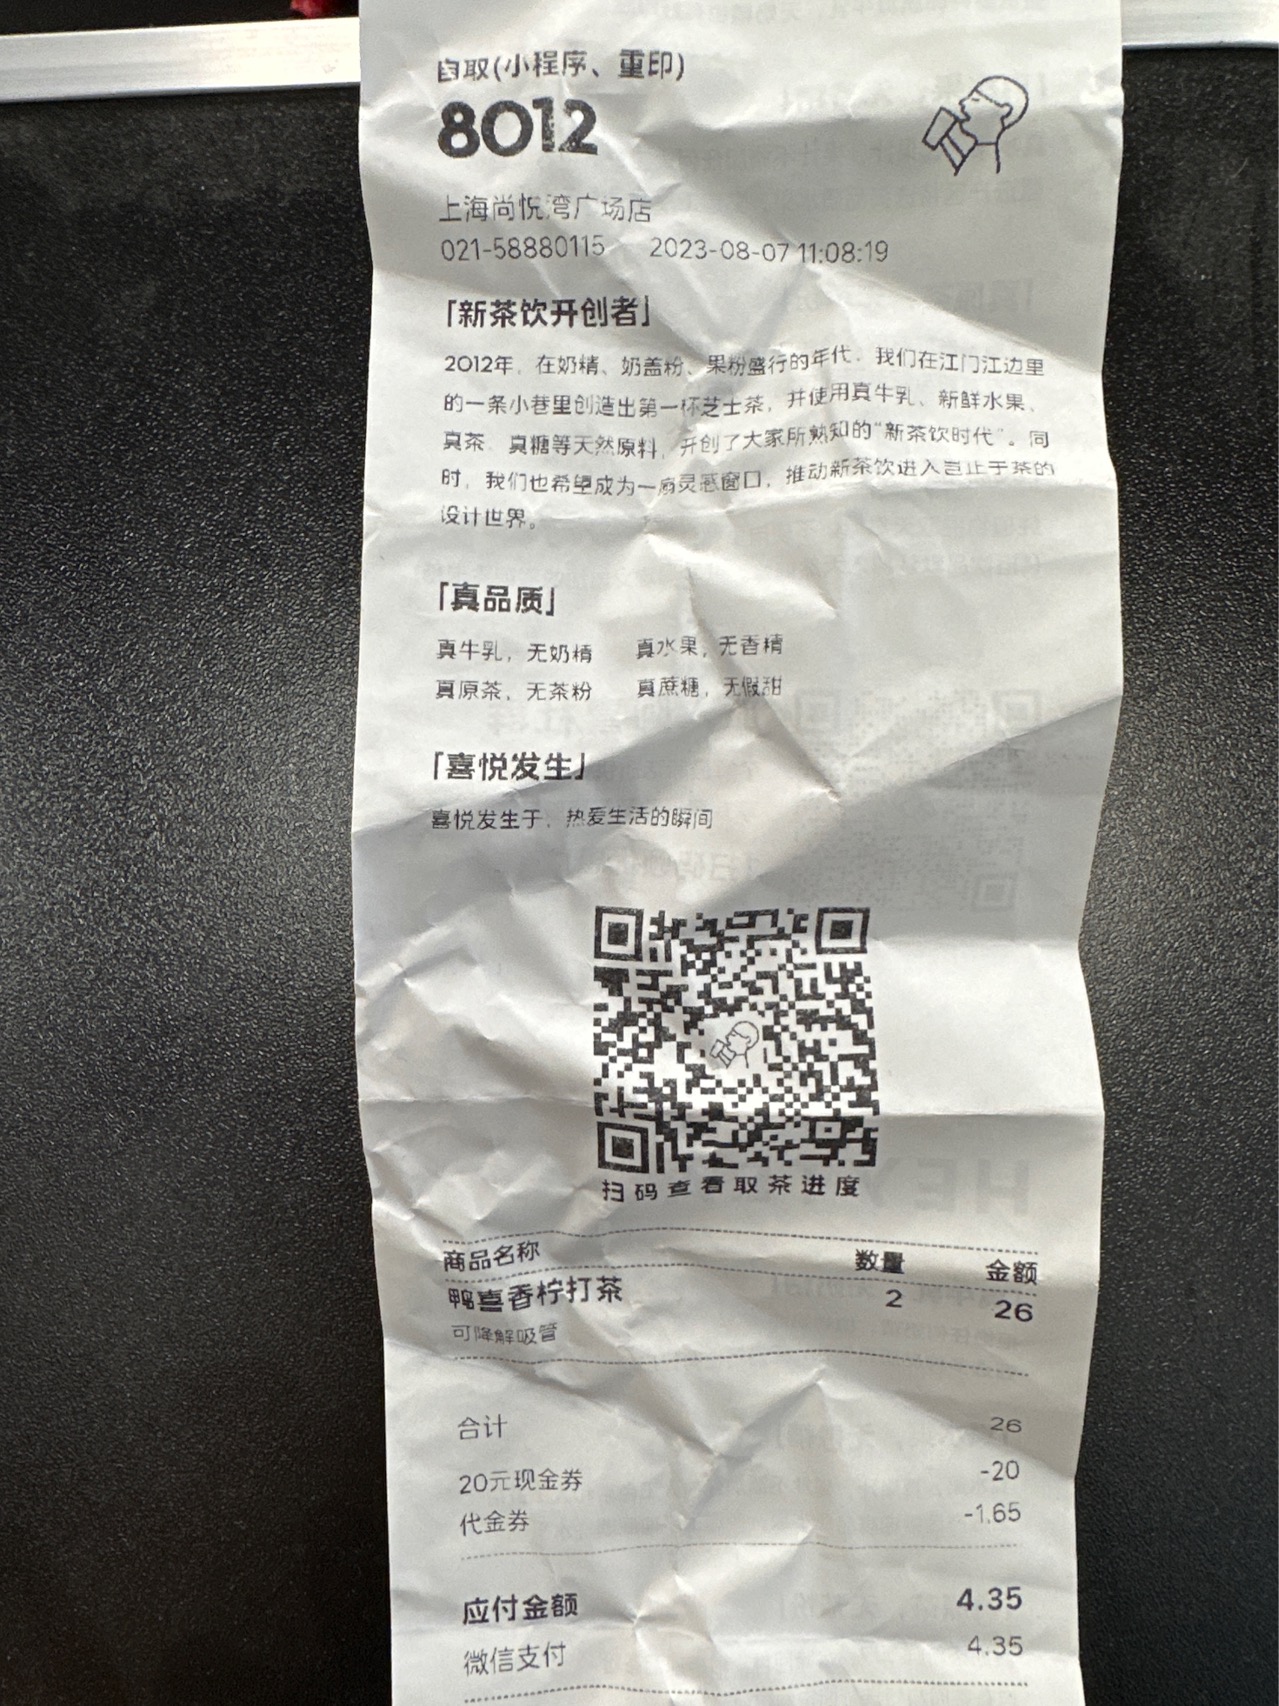 自取(小程序、重印)
8012
上海尚悦湾广场店
021-58880115 2023-08-07 11:08:19
「新茶饮开创者」
2012年，在奶精、奶盖粉、果粉盛行的年代，我们在江门江边里
的一条小巷里创造出第一杯芝士茶，并使用真牛乳、新鲜水果、
真茶、真糖等天然原料，开创了大家所熟知的“新茶饮时代”。同
时，我们也希望成为一扇灵感窗口，推动新茶饮进入岂止于茶的
设计世界。
「真品质」
真牛乳，无奶精 真水果，无香精
真原茶，无茶粉 真蔗糖，无假甜
「喜悦发生」
喜悦发生于，热爱生活的瞬间
扫码查看取茶进度
商品名称 数量 金额
鸭喜香柠打茶 2 26
可降解吸管
合计 26
20元现金券 -20
代金券 -1.65
应付金额 4.35
微信支付 4.35